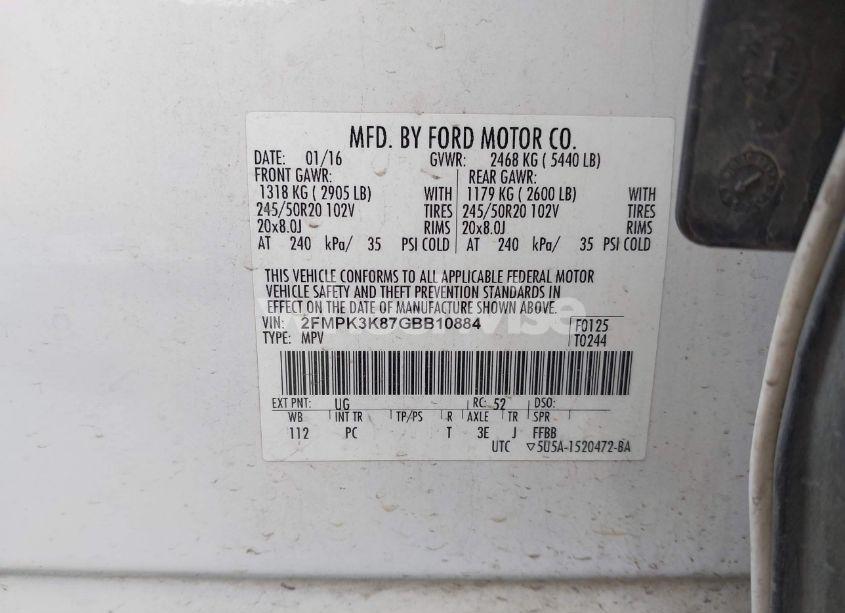 MFD. BY FORD MOTOR CO.
DATE: 01/16 GVWR: 2468 KG ( 5440 LB)
FRONT GAWR: REAR GAWR:
1318 KG ( 2905 LB) WITH 1179 KG ( 2600 LB) WITH
245/50R20 102V TIRES 245/50R20 102V TIRES
20x8.0J RIMS 20x8.0J RIMS
AT 240 kPa/ 35 PSI COLD AT 240 kPa/ 35 PSI COLD
THIS VEHICLE CONFORMS TO ALL APPLICABLE FEDERAL MOTOR
VEHICLE SAFETY AND THEFT PREVENTION STANDARDS IN
EFFECT ON THE DATE OF MANUFACTURE SHOWN ABOVE.
VIN: 2FMPK3K87GBB10884 F0125
TYPE: MPV T0244
EXT PNT: UG RC: 52 DSO:
WB INT TR TP/PS R AXLE TR SPR
112 PC T 3E J FFBB
UTC ▽5U5A-1520472-BA